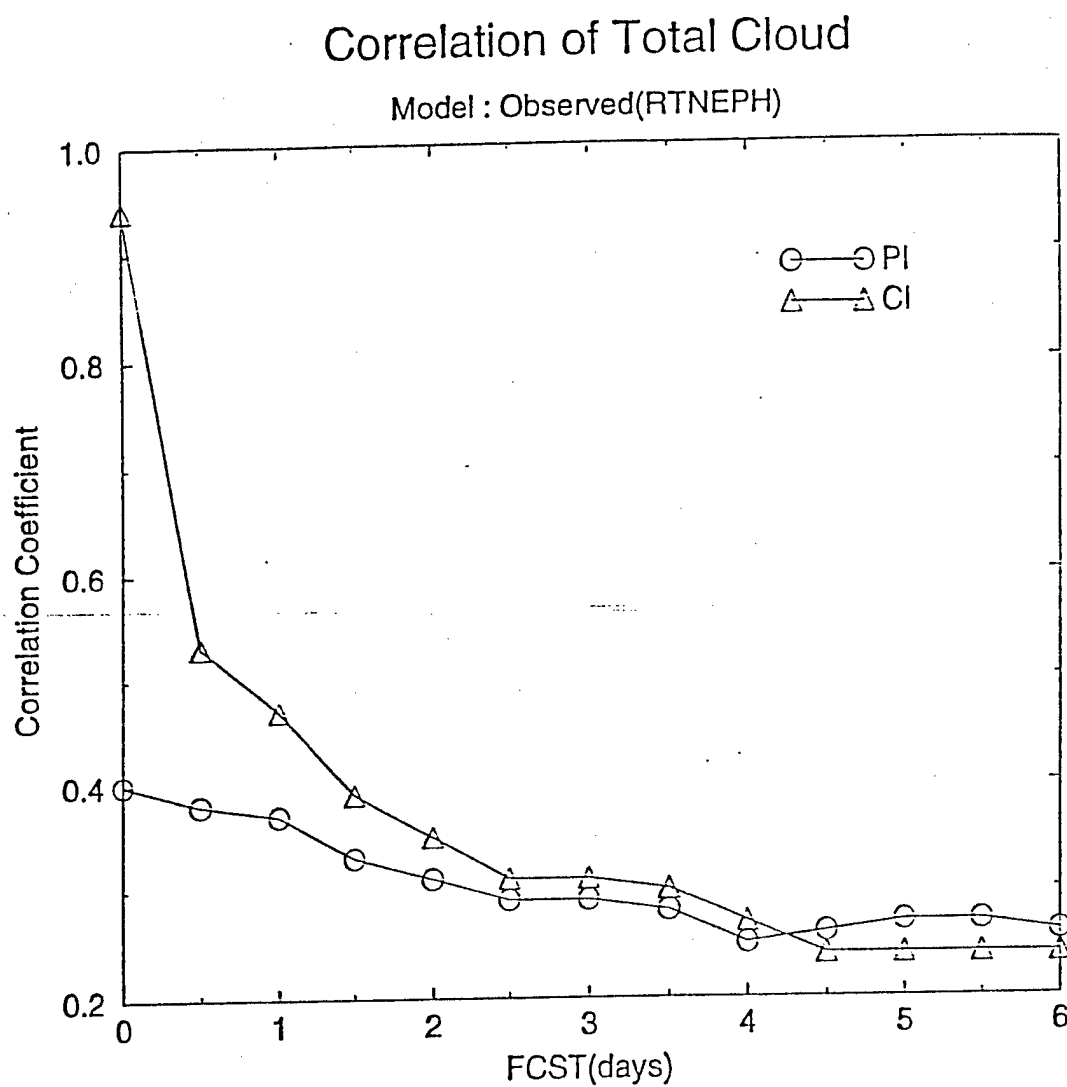 Correlation of Total Cloud
Model : Observed(RTNEPH)
1.0
0.8
0.6
0.4
0.2
Correlation Coefficient
PI
CI
0 1 2 3 4 5 6
FCST(days)